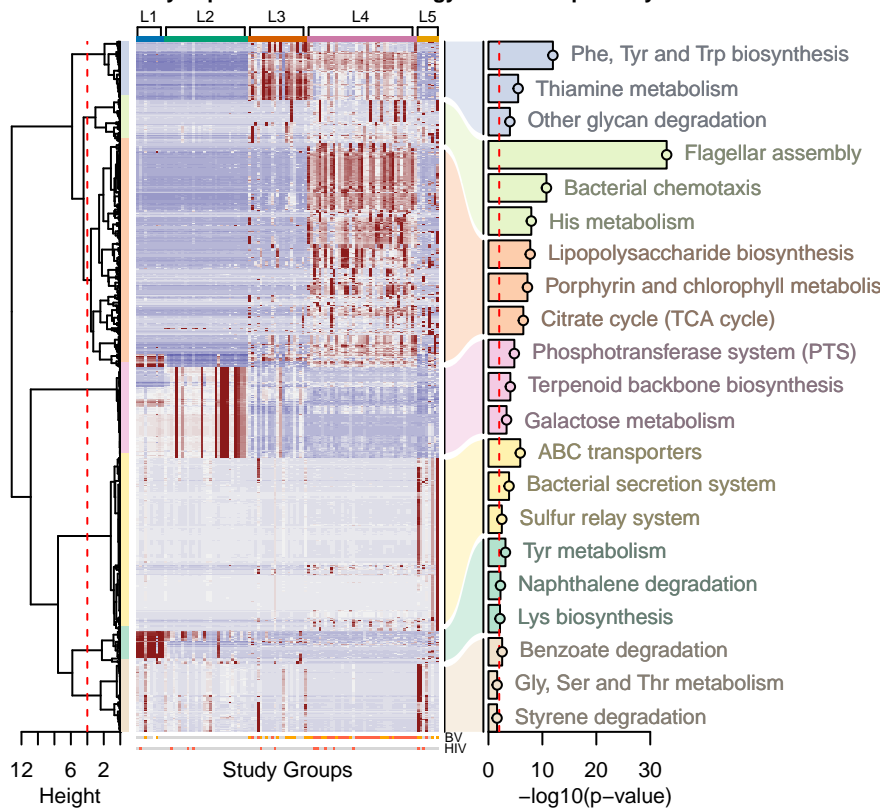 L1 L2 L3 L4 L5
Phe, Tyr and Trp biosynthesis
Thiamine metabolism
Other glycan degradation
Flagellar assembly
Bacterial chemotaxis
His metabolism
Lipopolysaccharide biosynthesis
Porphyrin and chlorophyll metabolis
Citrate cycle (TCA cycle)
Phosphotransferase system (PTS)
Terpenoid backbone biosynthesis
Galactose metabolism
ABC transporters
Bacterial secretion system
Sulfur relay system
Tyr metabolism
Naphthalene degradation
Lys biosynthesis
Benzoate degradation
Gly, Ser and Thr metabolism
Styrene degradation
BV
HIV
12 6 2
Height
Study Groups
0 10 20 30
−log10(p−value)